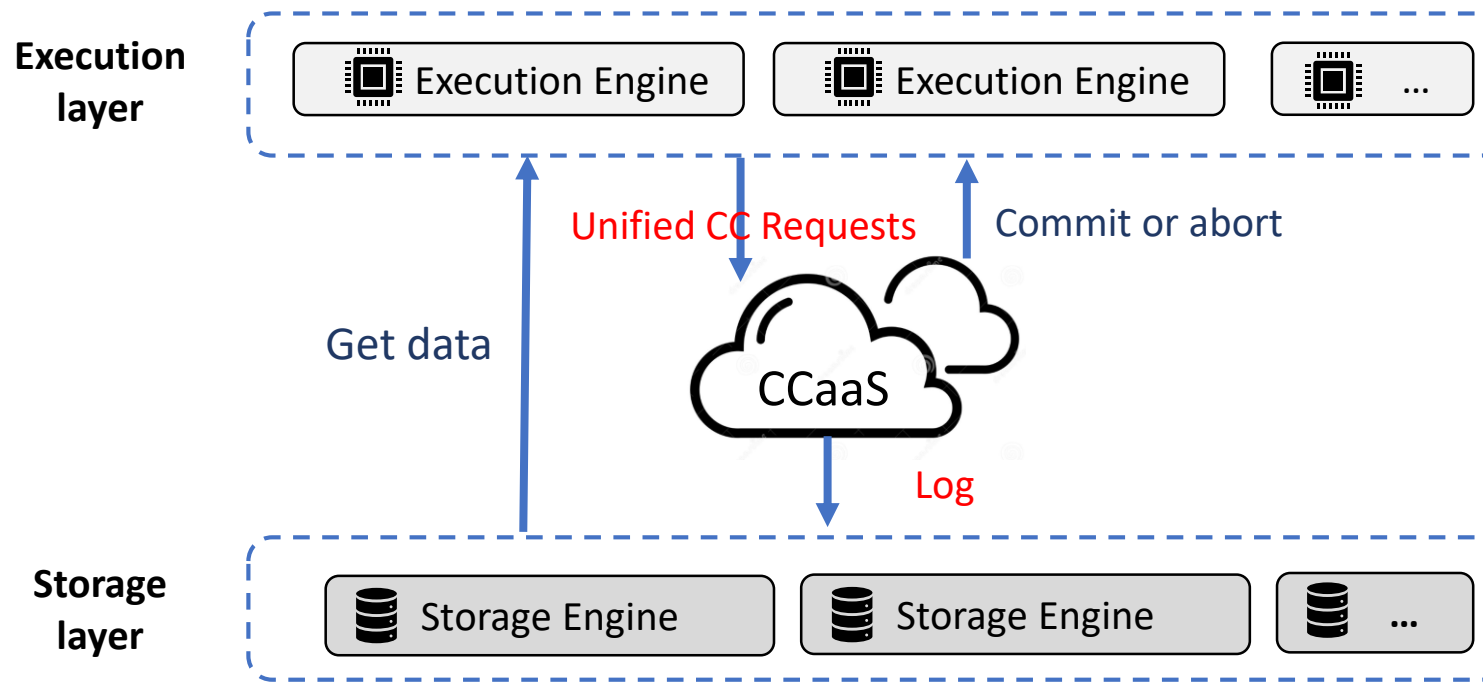 Execution
layer
Execution Engine
Execution Engine
...
Unified CC Requests
Commit or abort
Get data
CCaaS
Log
Storage
layer
Storage Engine
Storage Engine
...